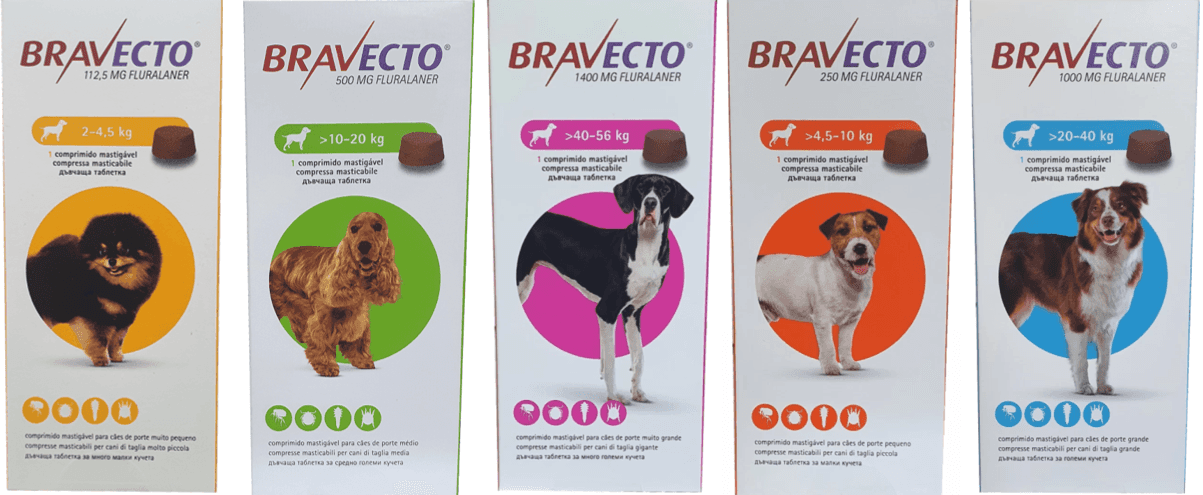 BRAVECTO®
112,5 MG FLURALANER
2–4,5 kg
1 comprimido mastigável
compressa masticabile
дъвчаща таблетка
comprimido mastigável para cães de porte muito pequeno
compresse masticabili per cani di taglia molto piccola
дъвчаща таблетка за много малки кучета
BRAVECTO®
500 MG FLURALANER
>10–20 kg
1 comprimido mastigável
compressa masticabile
дъвчаща таблетка
comprimido mastigável para cães de porte médio
compresse masticabili per cani di taglia media
дъвчаща таблетка за средно големи кучета
BRAVECTO®
1400 MG FLURALANER
>40–56 kg
1 comprimido mastigável
compressa masticabile
дъвчаща таблетка
comprimido mastigável para cães de porte muito grande
compresse masticabili per cani di taglia gigante
дъвчаща таблетка за много големи кучета
BRAVECTO®
250 MG FLURALANER
>4,5–10 kg
1 comprimido mastigável
compressa masticabile
дъвчаща таблетка
comprimido mastigável para cães de porte pequeno
compresse masticabili per cani di taglia piccola
дъвчаща таблетка за малки кучета
BRAVECTO®
1000 MG FLURALANER
>20–40 kg
1 comprimido mastigável
compressa masticabile
дъвчаща таблетка
comprimido mastigável para cães de porte grande
compresse masticabili per cani di taglia grande
дъвчаща таблетка за големи кучета